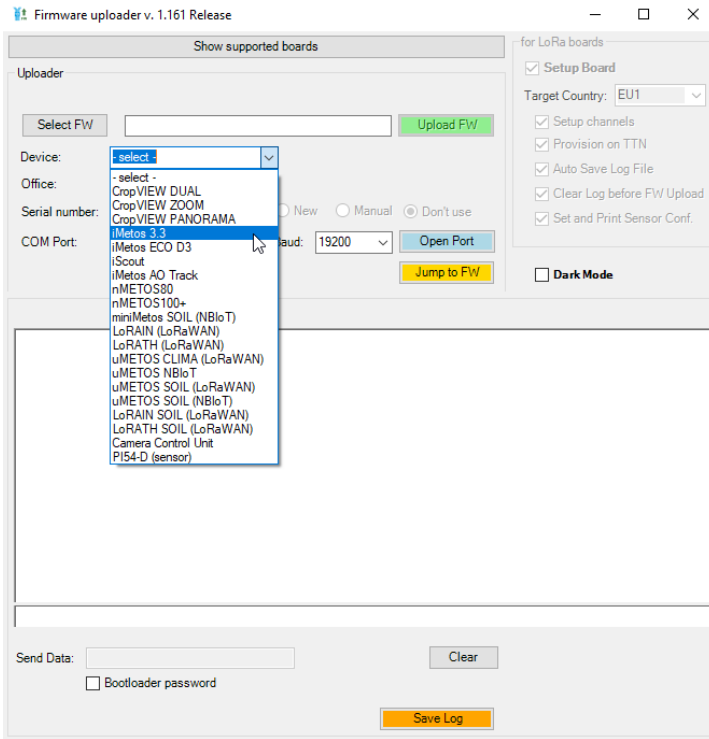 Firmware uploader v. 1.161 Release
Show supported boards
Uploader
Select FW
Upload FW
Device:
- select -
Office:
Serial number:
New
Manual
Don't use
COM Port:
Baud:
19200
Open Port
Jump to FW
- select -
CropVIEW DUAL
CropVIEW ZOOM
CropVIEW PANORAMA
iMetos 3.3
iMetos ECO D3
iScout
iMetos AO Track
nMETOS80
nMETOS100+
miniMetos SOIL (NBIoT)
LoRAIN (LoRaWAN)
LoRATH (LoRaWAN)
uMETOS CLIMA (LoRaWAN)
uMETOS NBIoT
uMETOS SOIL (LoRaWAN)
uMETOS SOIL (NBIoT)
LoRAIN SOIL (LoRaWAN)
LoRATH SOIL (LoRaWAN)
Camera Control Unit
PI54-D (sensor)
for LoRa boards
Setup Board
Target Country: EU1
Setup channels
Provision on TTN
Auto Save Log File
Clear Log before FW Upload
Set and Print Sensor Conf.
Dark Mode
Send Data:
Clear
Bootloader password
Save Log